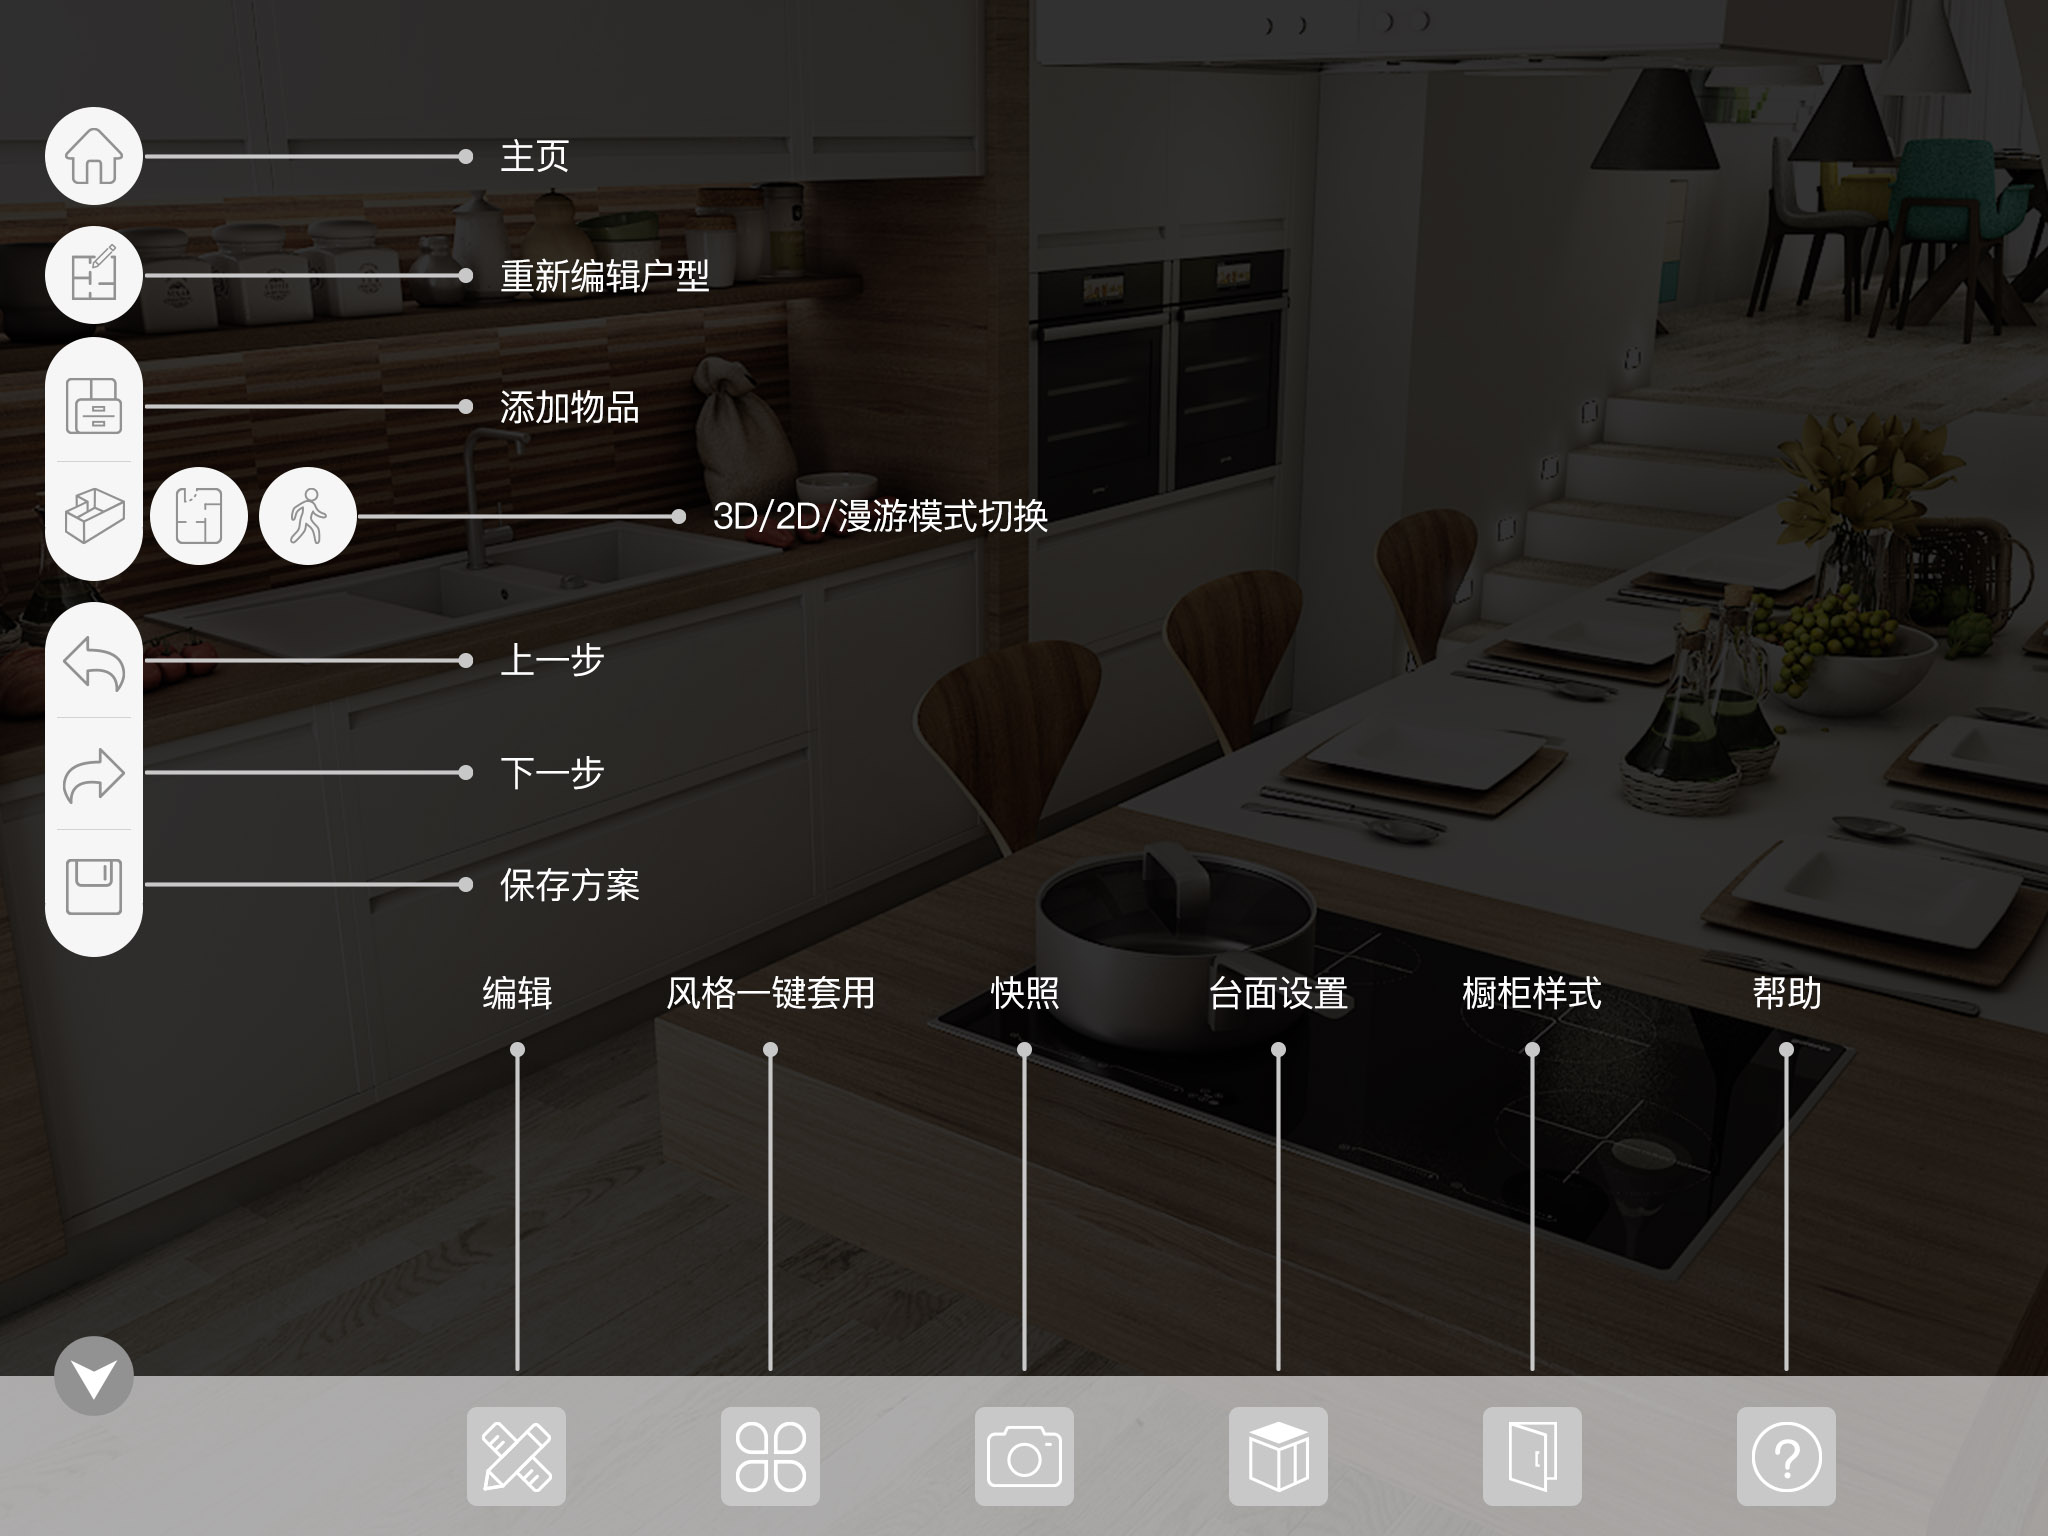 主页
重新编辑户型
添加物品
3D/2D/漫游模式切换
上一步
下一步
保存方案
编辑 风格一键套用 快照 台面设置 橱柜样式 帮助